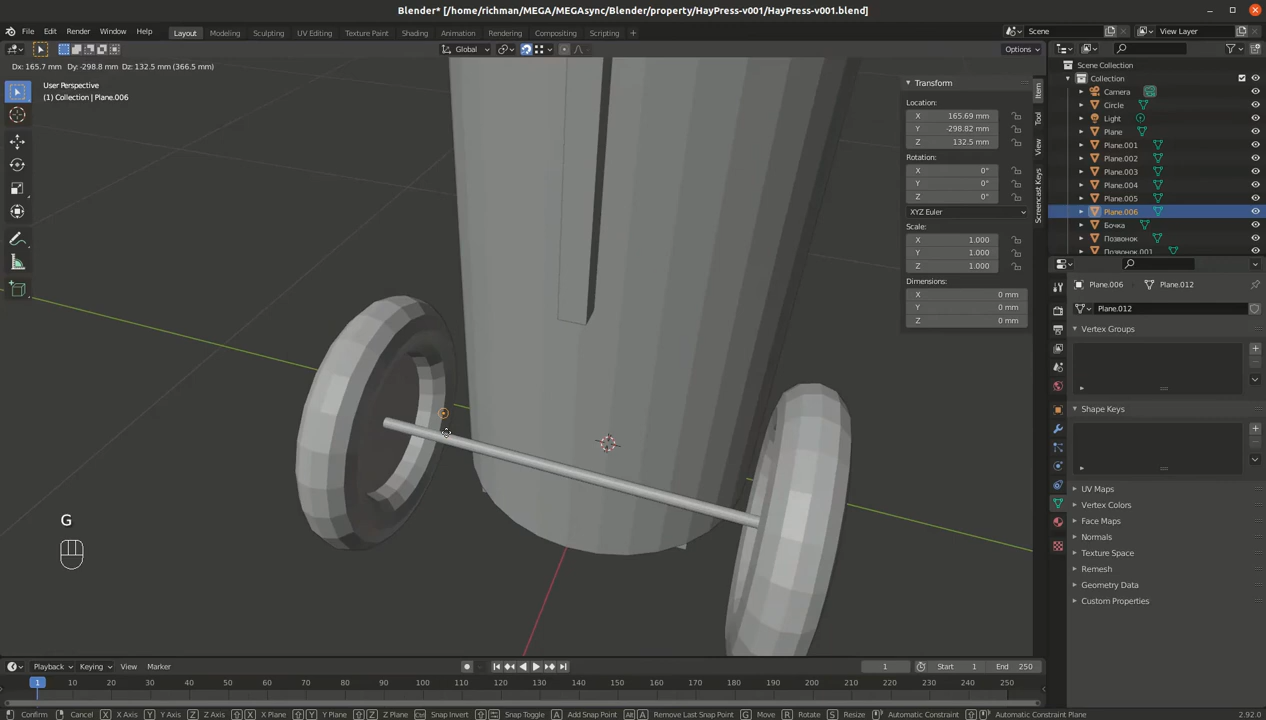 Blender* [/home/richman/MEGA/MEGAsync/Blender/property/HayPress-v001/HayPress-v001.blend]
File Edit Render Window Help
Layout Modeling Sculpting UV Editing Texture Paint Shading Animation Rendering Compositing Scripting
Scene
View Layer
Global
Options
Dx: 165.7 mm Dy: -298.8 mm Dz: 132.5 mm (366.5 mm)
User Perspective
(1) Collection | Plane.006
Transform
Location:
X 165.69 mm
Y -298.82 mm
Z 132.5 mm
Rotation:
X 0°
Y 0°
Z 0°
XYZ Euler
Scale:
X 1.000
Y 1.000
Z 1.000
Dimensions:
X 0 mm
Y 0 mm
Z 0 mm
Item
Tool
View
Screencast Keys
Scene Collection
Collection
Camera
Circle
Light
Plane
Plane.001
Plane.002
Plane.003
Plane.004
Plane.005
Plane.006
Бочка
Позвонок
Позвонок.001
Plane.006 Plane.012
Plane.012
Vertex Groups
Shape Keys
UV Maps
Vertex Colors
Face Maps
Normals
Texture Space
Remesh
Geometry Data
Custom Properties
G
Playback Keying View Marker
1 Start 1 End 250
1 10 20 30 40 50 60 70 80 90 100 110 120 130 140 150 160 170 180 190 200 210 220 230 240 250
Confirm Cancel X X Axis Y Y Axis Z Z Axis X X Plane Y Y Plane Z Z Plane Snap Invert Snap Toggle A Add Snap Point Alt A Remove Last Snap Point G Move R Rotate S Resize Automatic Constraint Automatic Constraint Plane 2.92.0